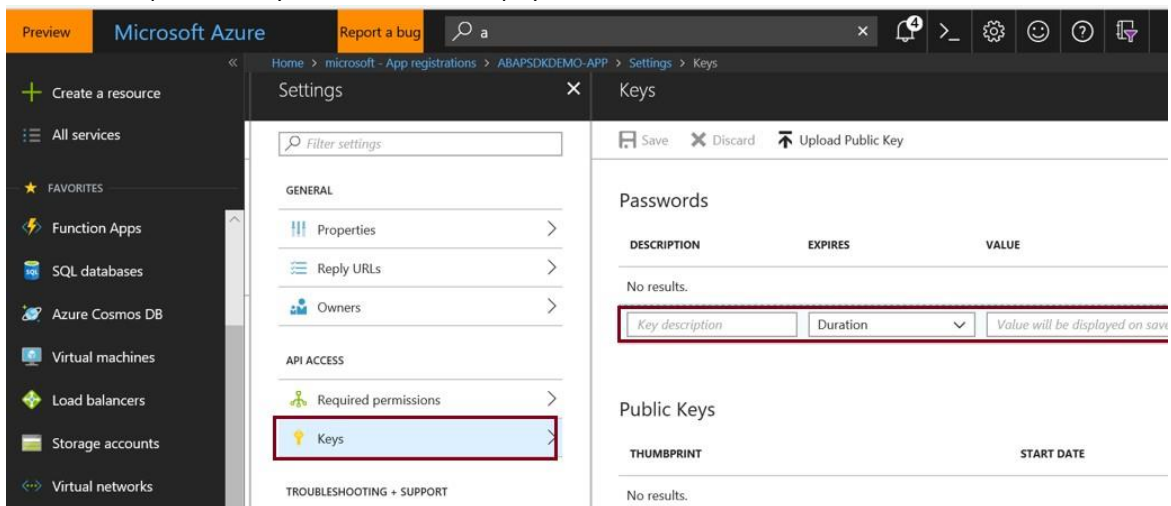 Preview
Microsoft Azure
Report a bug
a
4
Home > microsoft - App registrations > ABAPSDKDEMO-APP > Settings > Keys
Create a resource
All services
FAVORITES
Function Apps
SQL databases
Azure Cosmos DB
Virtual machines
Load balancers
Storage accounts
Virtual networks
Settings
Filter settings
GENERAL
Properties
Reply URLs
Owners
API ACCESS
Required permissions
Keys
TROUBLESHOOTING + SUPPORT
Keys
Save Discard Upload Public Key
Passwords
DESCRIPTION EXPIRES VALUE
No results.
Key description Duration Value will be displayed on save
Public Keys
THUMBPRINT START DATE
No results.